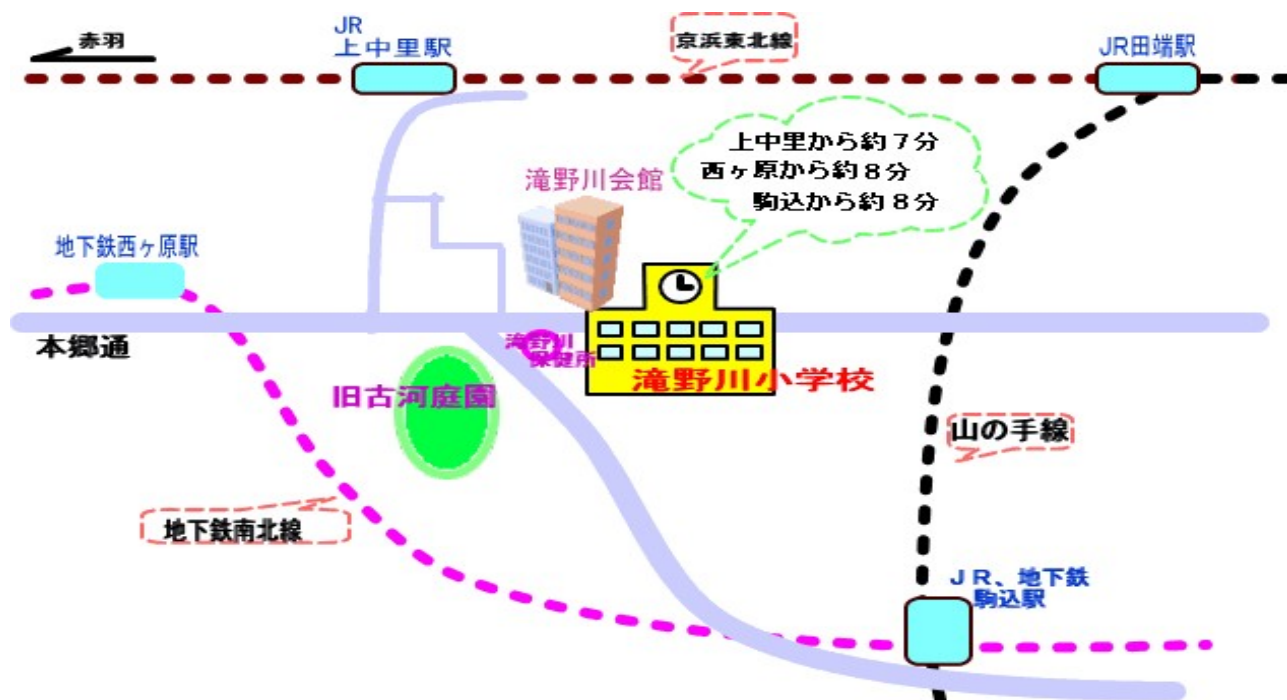 赤羽
JR
上中里駅
京浜東北線
JR田端駅
上中里から約7分
西ヶ原から約8分
駒込から約8分
滝野川会館
地下鉄西ヶ原駅
本郷通
滝野川
保健所
滝野川小学校
旧古河庭園
山の手線
地下鉄南北線
JR、地下鉄
駒込駅